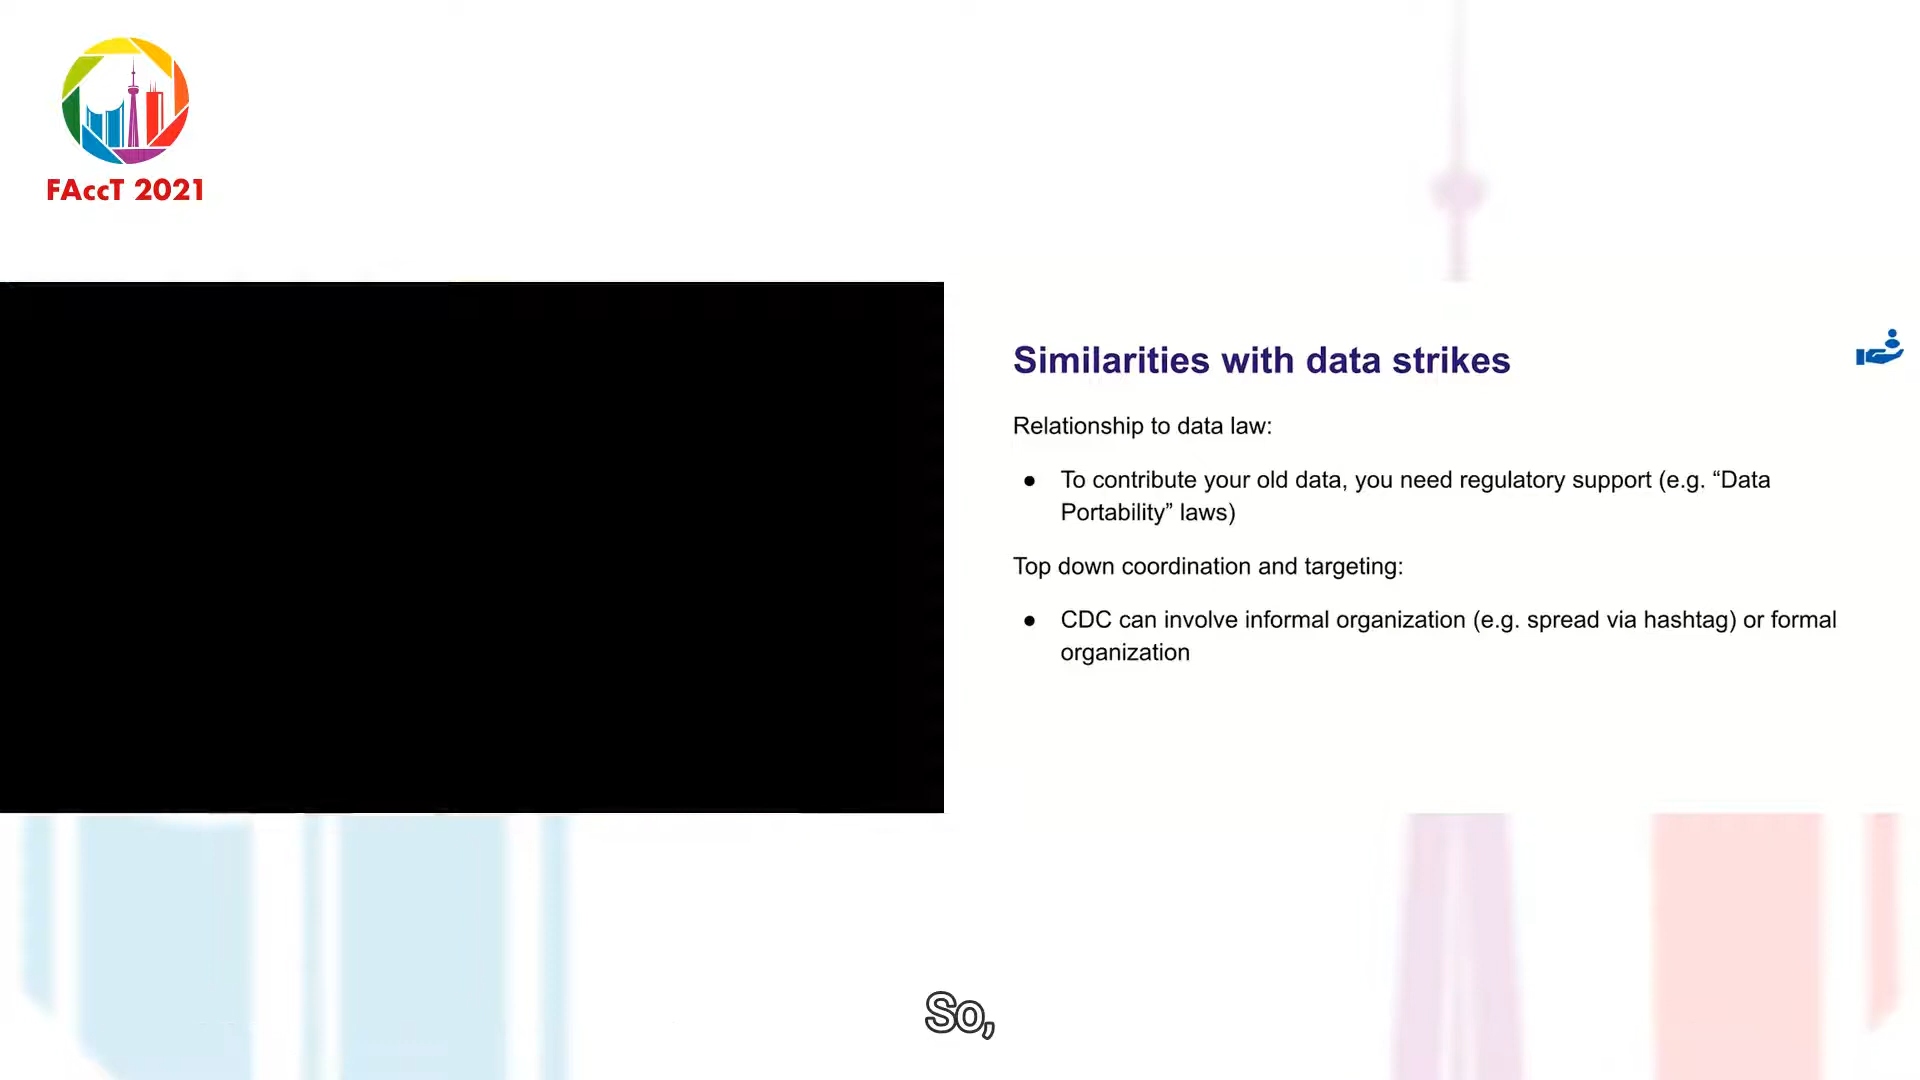 FAccT 2021
Similarities with data strikes
Relationship to data law:
● To contribute your old data, you need regulatory support (e.g. “Data
Portability” laws)
Top down coordination and targeting:
● CDC can involve informal organization (e.g. spread via hashtag) or formal
organization
So,